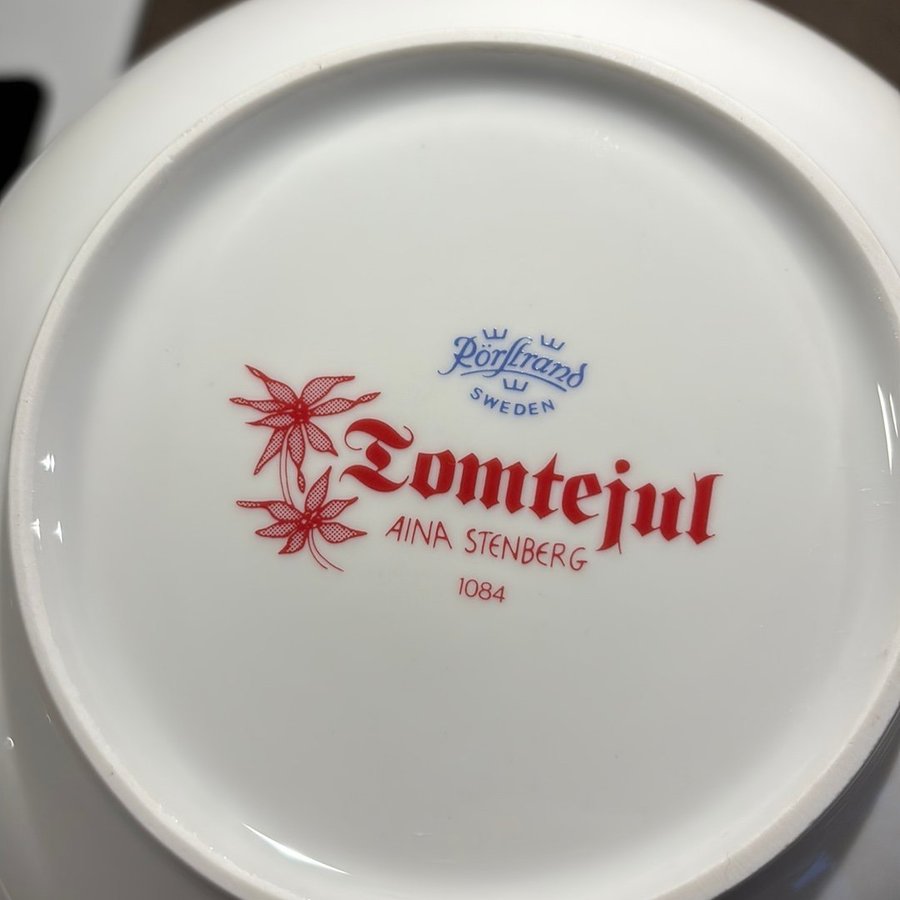 Rörstrand
SWEDEN
Tomtejul
AINA STENBERG
1084